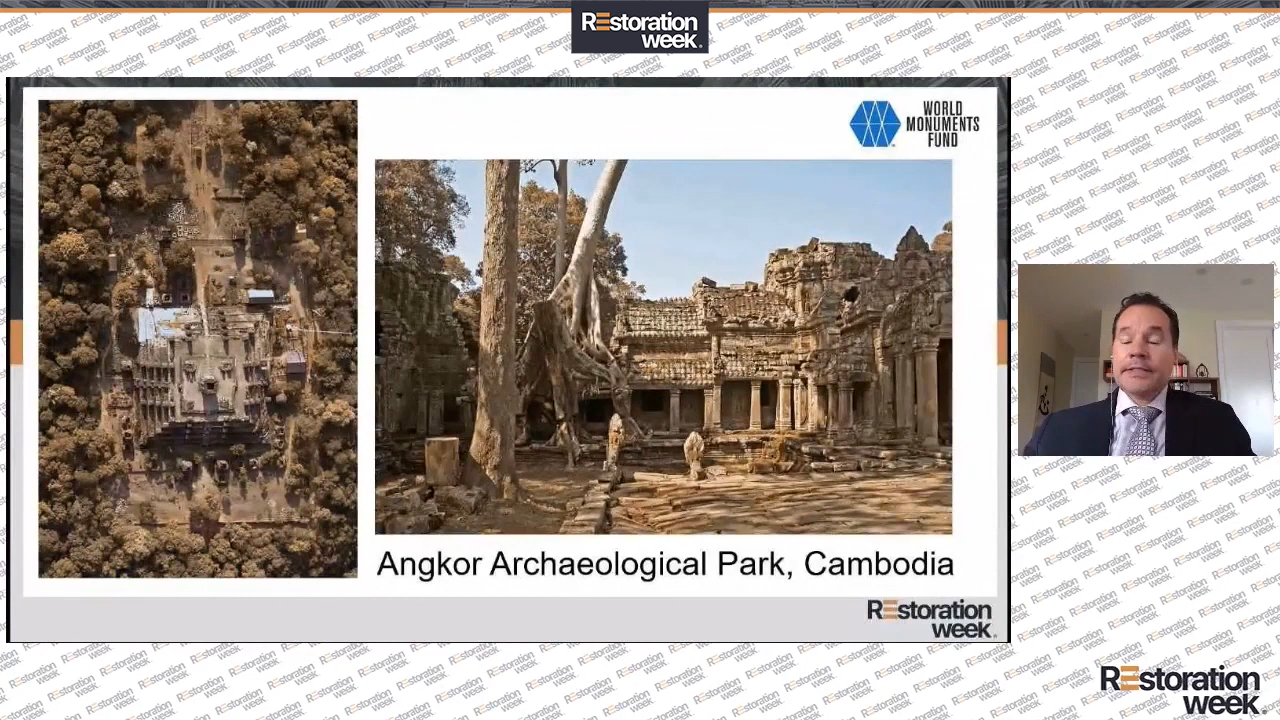 REstoration
week.
WORLD
MONUMENTS
FUND
Angkor Archaeological Park, Cambodia
REstoration
week.
REstoration
week.